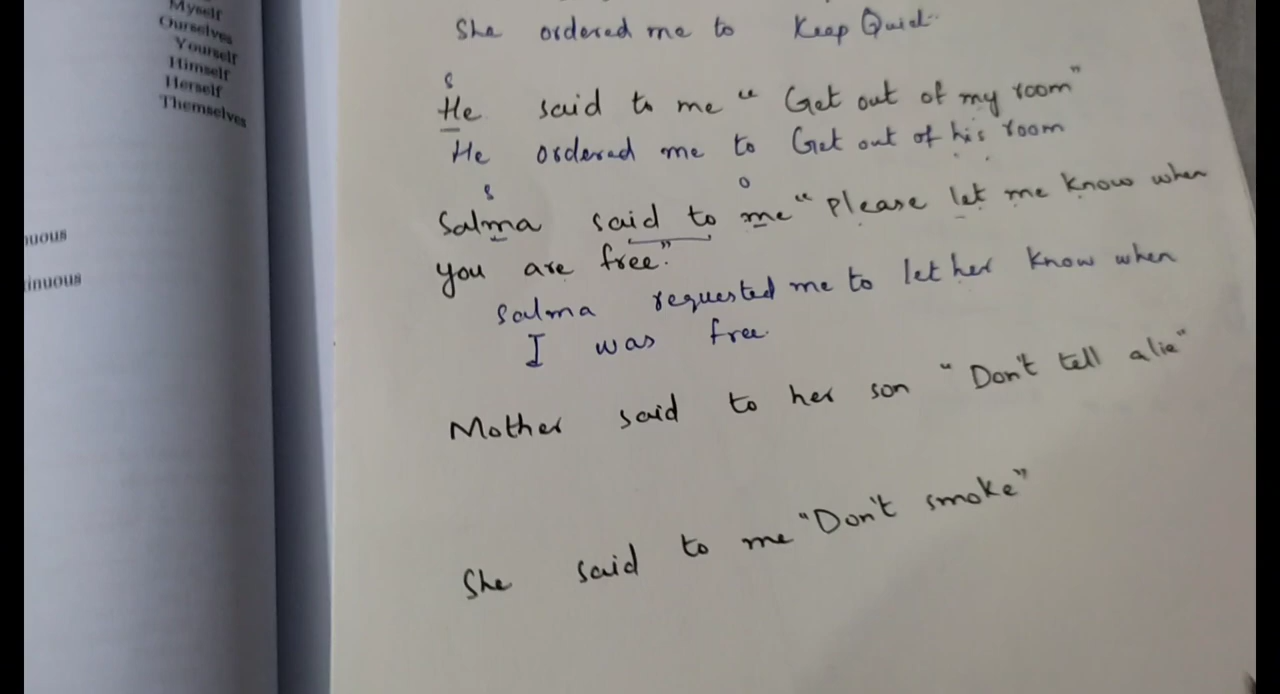 Myself
Ourselves
Yourself
Himself
Herself
Themselves
nuous
tinuous
She ordered me to Keep Quiet.
S
He said to me "Get out of my room"
He ordered me to Get out of his room
S O
Salma said to me "Please let me know when
you are free."
Salma requested me to let her know when
I was free.
Mother said to her son "Don't tell a lie"
She said to me "Don't smoke"